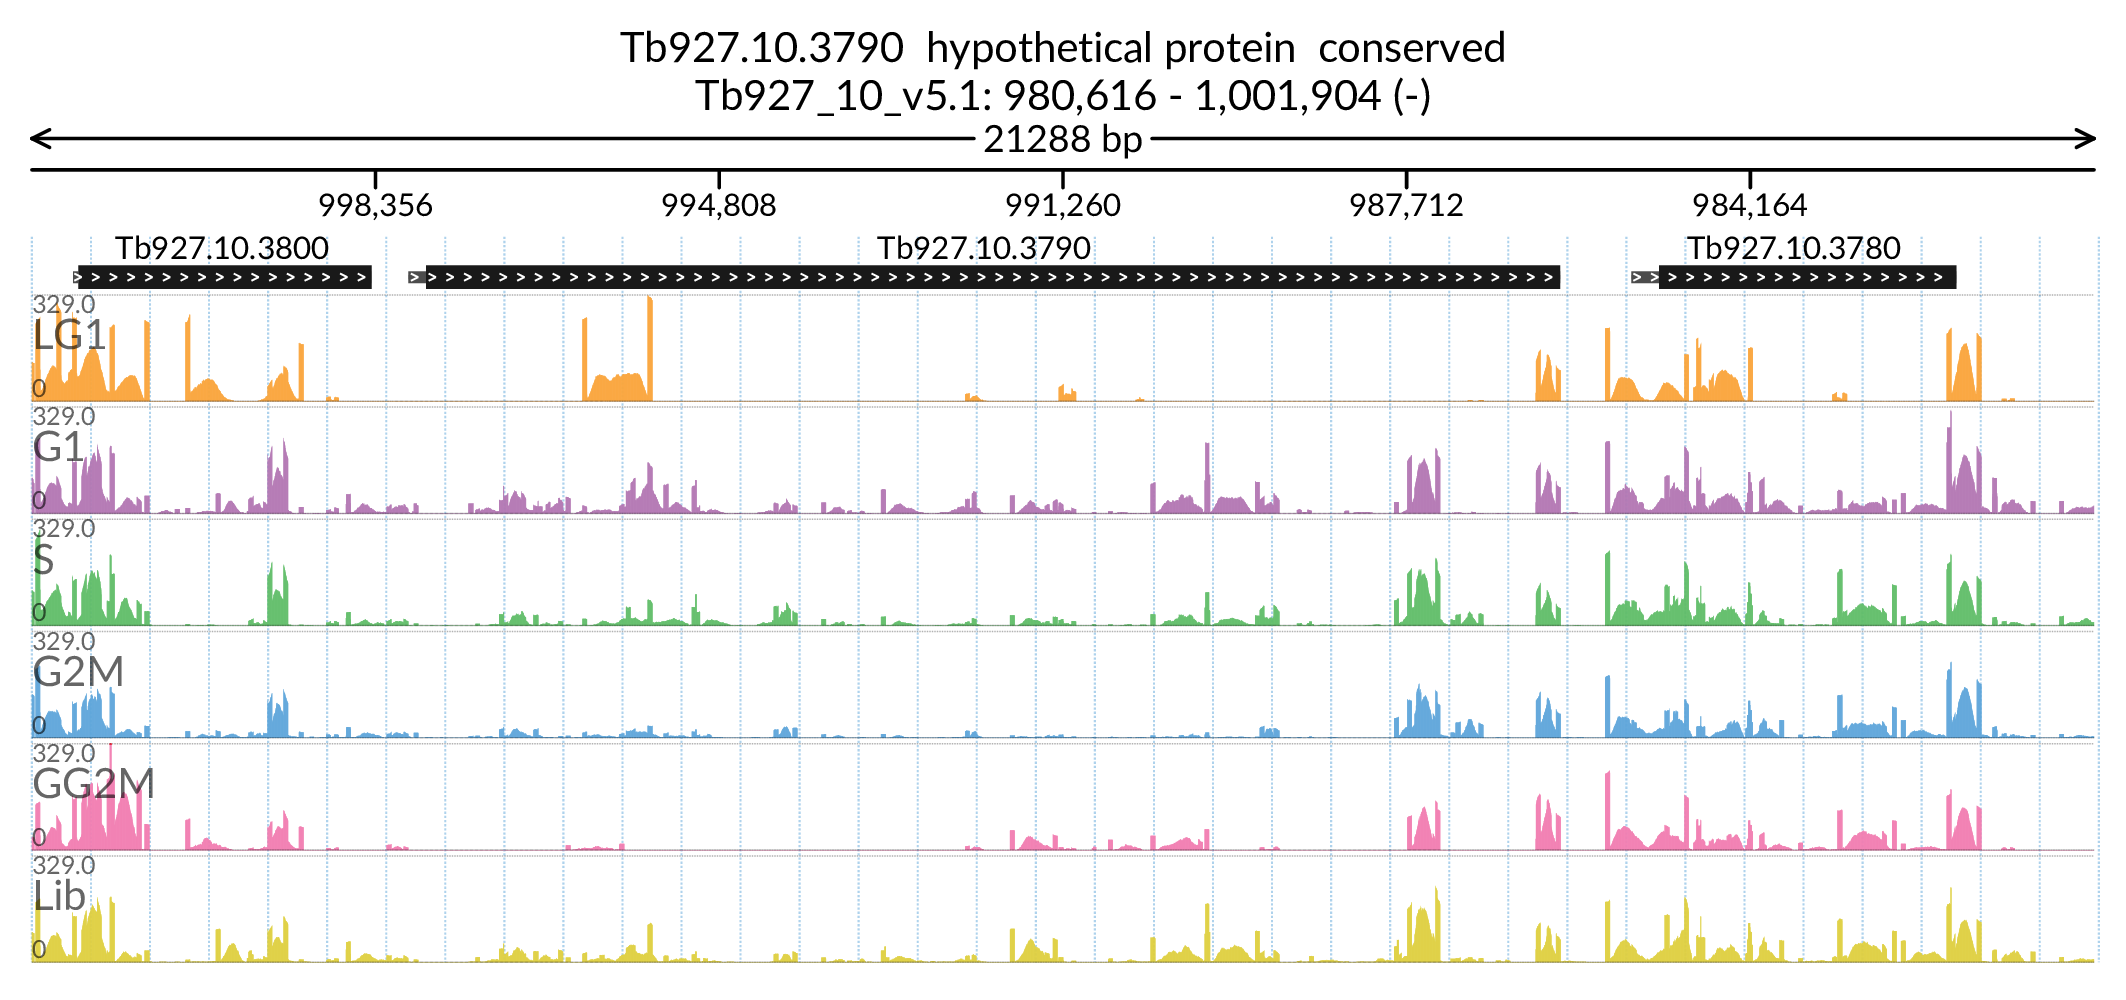 Tb927.10.3790  hypothetical protein  conserved
Tb927_10_v5.1: 980,616 - 1,001,904 (-)
21288 bp
998,356 994,808 991,260 987,712 984,164
Tb927.10.3800 Tb927.10.3790 Tb927.10.3780
329.0
LG1
0
329.0
G1
0
329.0
S
0
329.0
G2M
0
329.0
GG2M
0
329.0
Lib
0